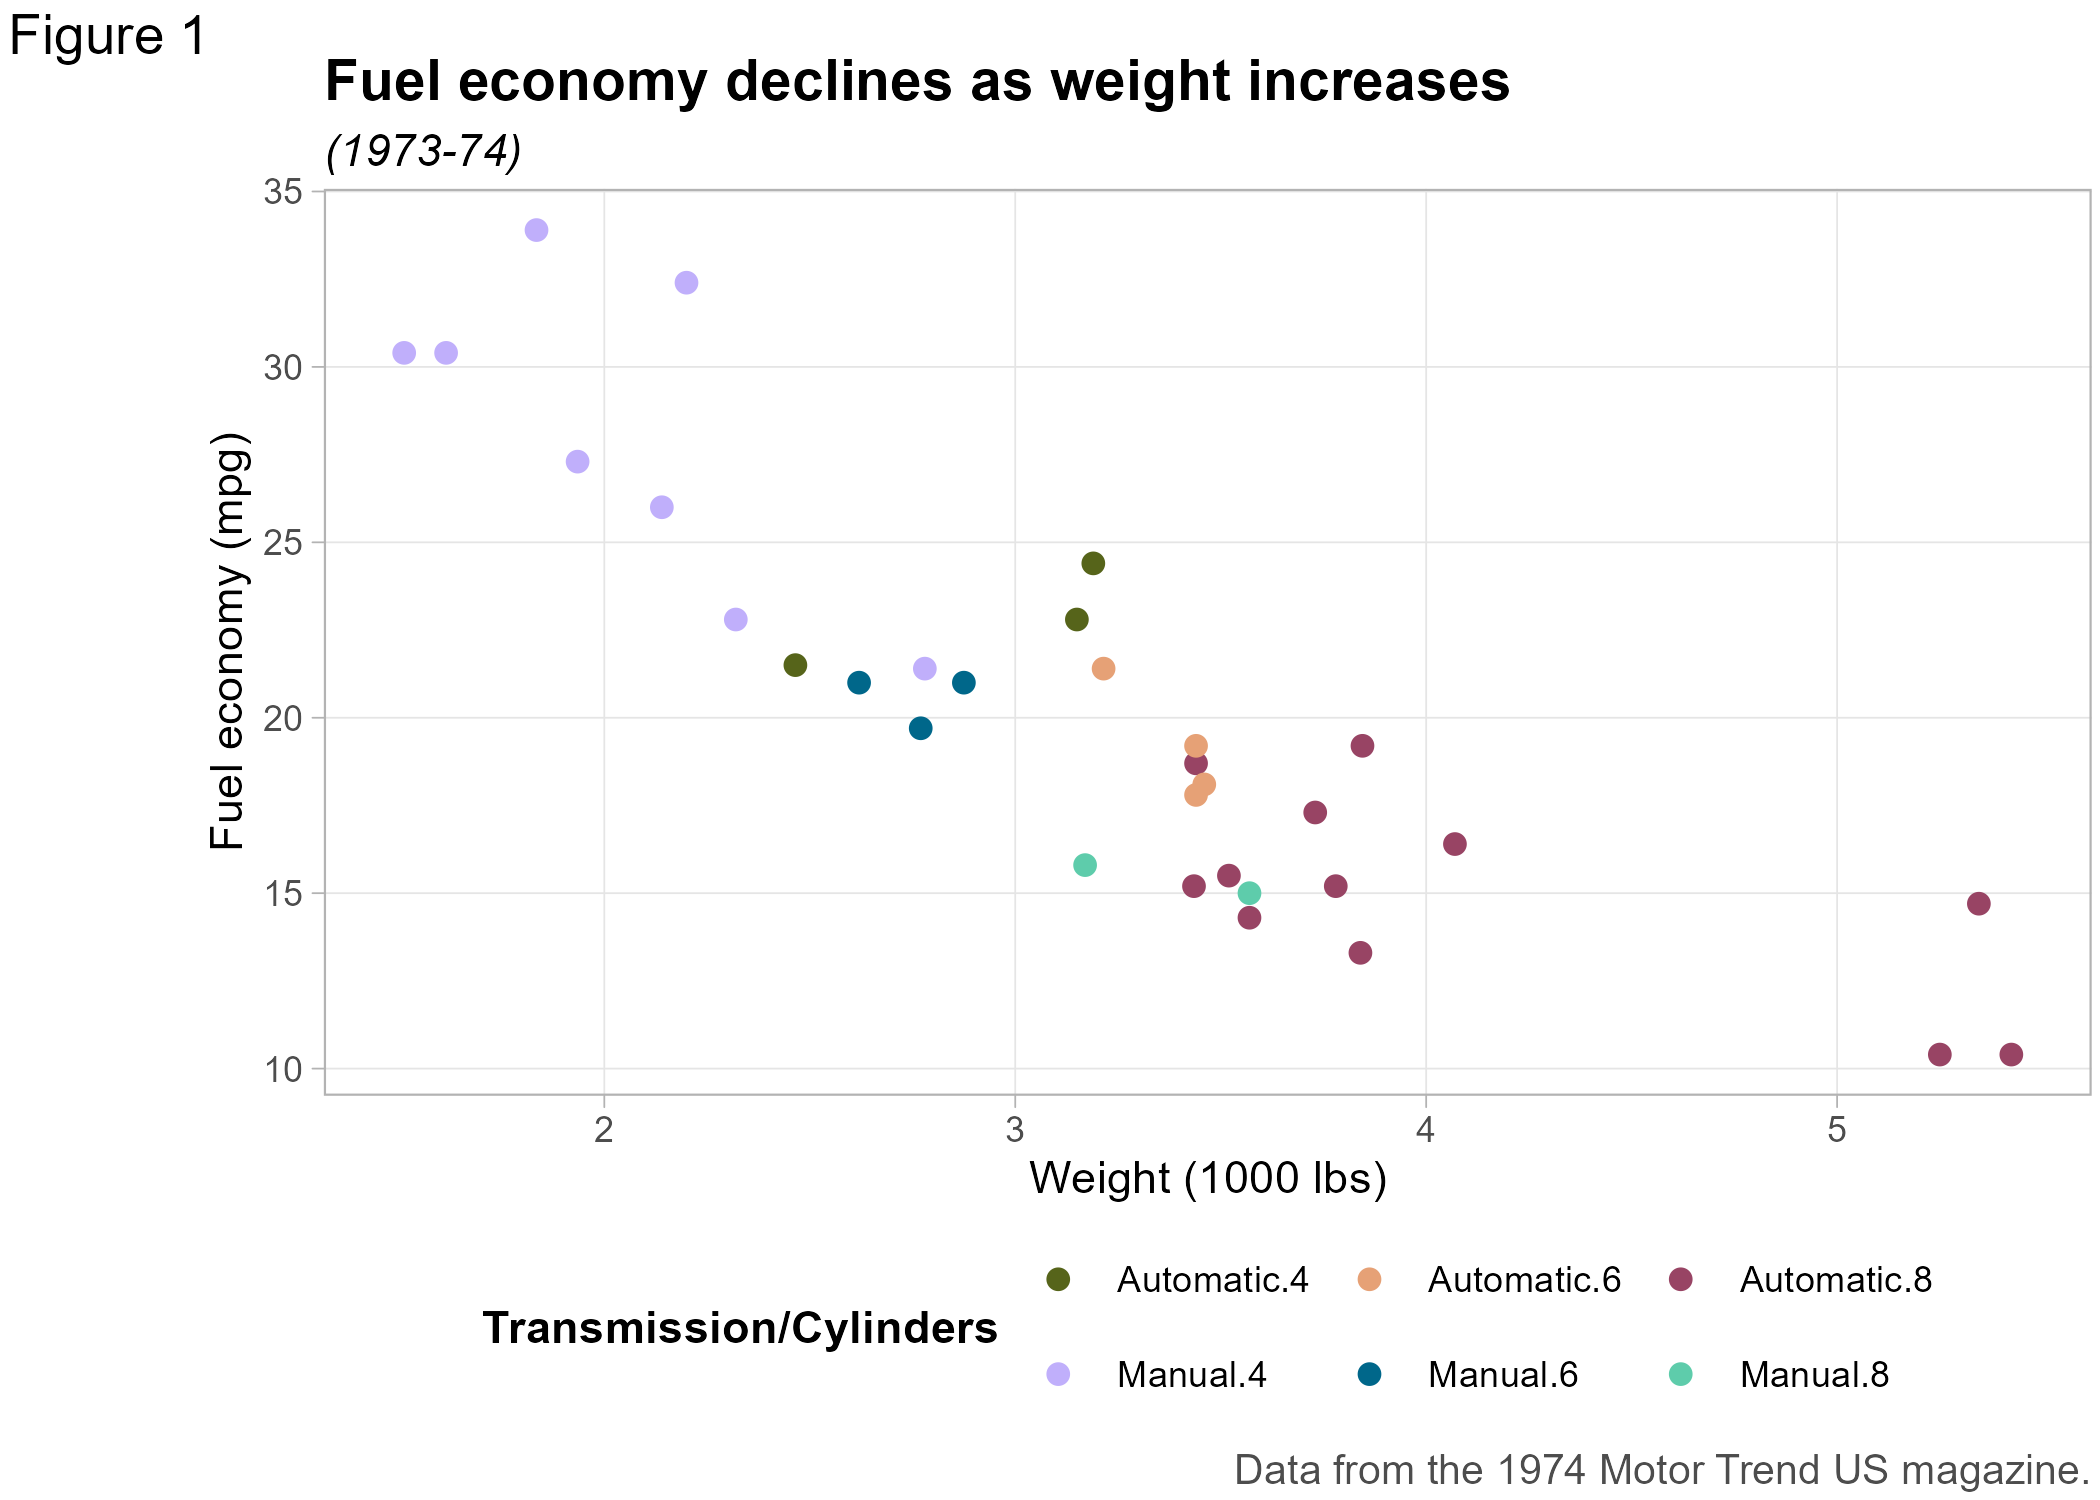 Figure 1
Fuel economy declines as weight increases
(1973-74)
35
30
25
20
15
10
Fuel economy (mpg)
2 3 4 5
Weight (1000 lbs)
Transmission/Cylinders
Automatic.4 Automatic.6 Automatic.8
Manual.4 Manual.6 Manual.8
Data from the 1974 Motor Trend US magazine.